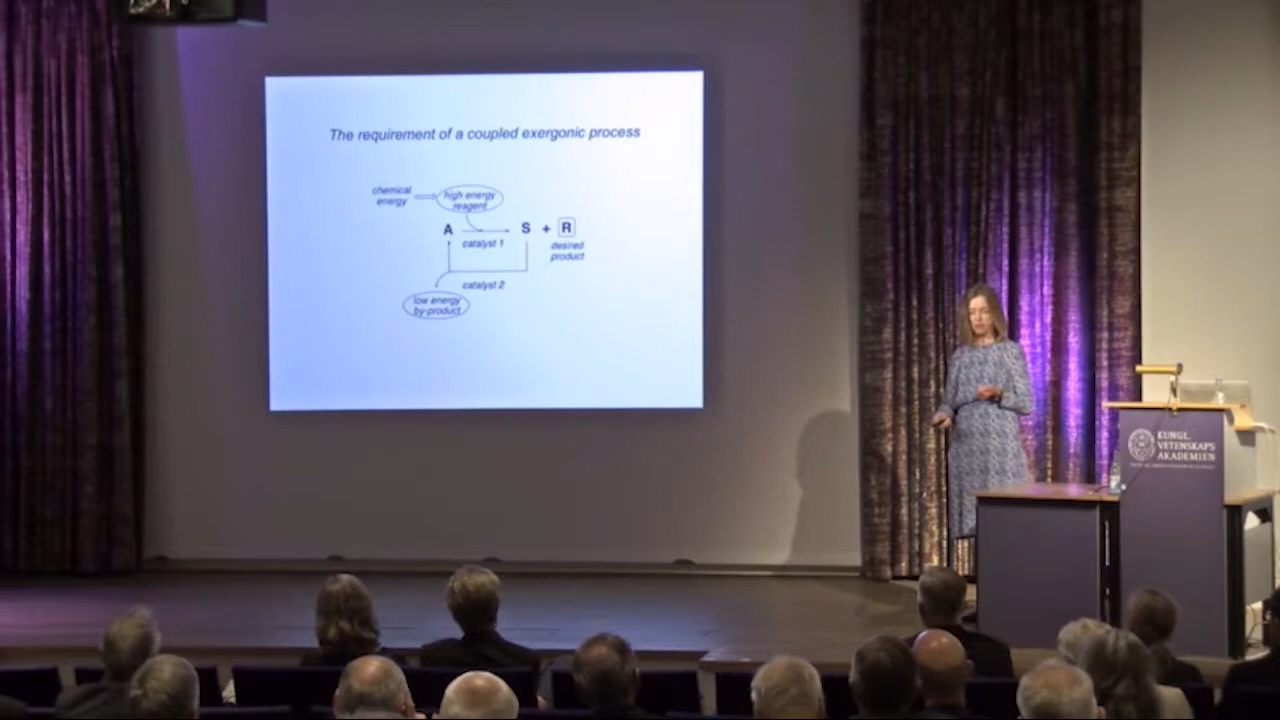 The requirement of a coupled exergonic process
chemical
energy
high energy
reagent
A
S + R
catalyst 1
desired
product
catalyst 2
low energy
by-product
KUNGL.
VETENSKAPS
AKADEMIEN